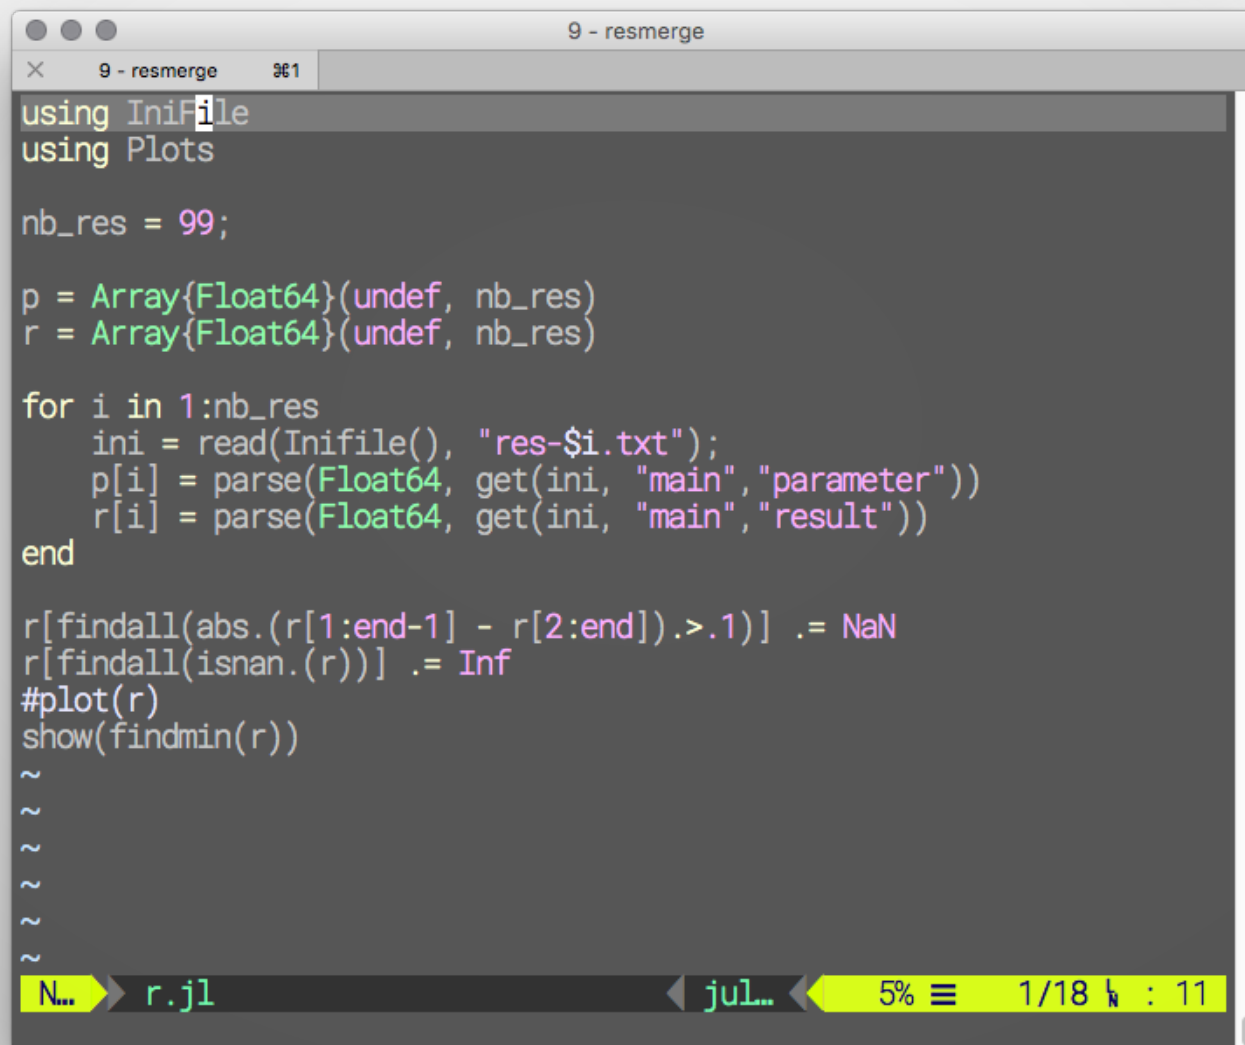 9 - resmerge
9 - resmerge ⌘1
using IniFile
using Plots
nb_res = 99;
p = Array{Float64}(undef, nb_res)
r = Array{Float64}(undef, nb_res)
for i in 1:nb_res
    ini = read(Inifile(), "res-$i.txt");
    p[i] = parse(Float64, get(ini, "main","parameter"))
    r[i] = parse(Float64, get(ini, "main","result"))
end
r[findall(abs.(r[1:end-1] - r[2:end]).>.1)] .= NaN
r[findall(isnan.(r))] .= Inf
#plot(r)
show(findmin(r))
~
~
~
~
~
~
N… r.jl jul… 5% ☰ 1/18 ␤ : 11